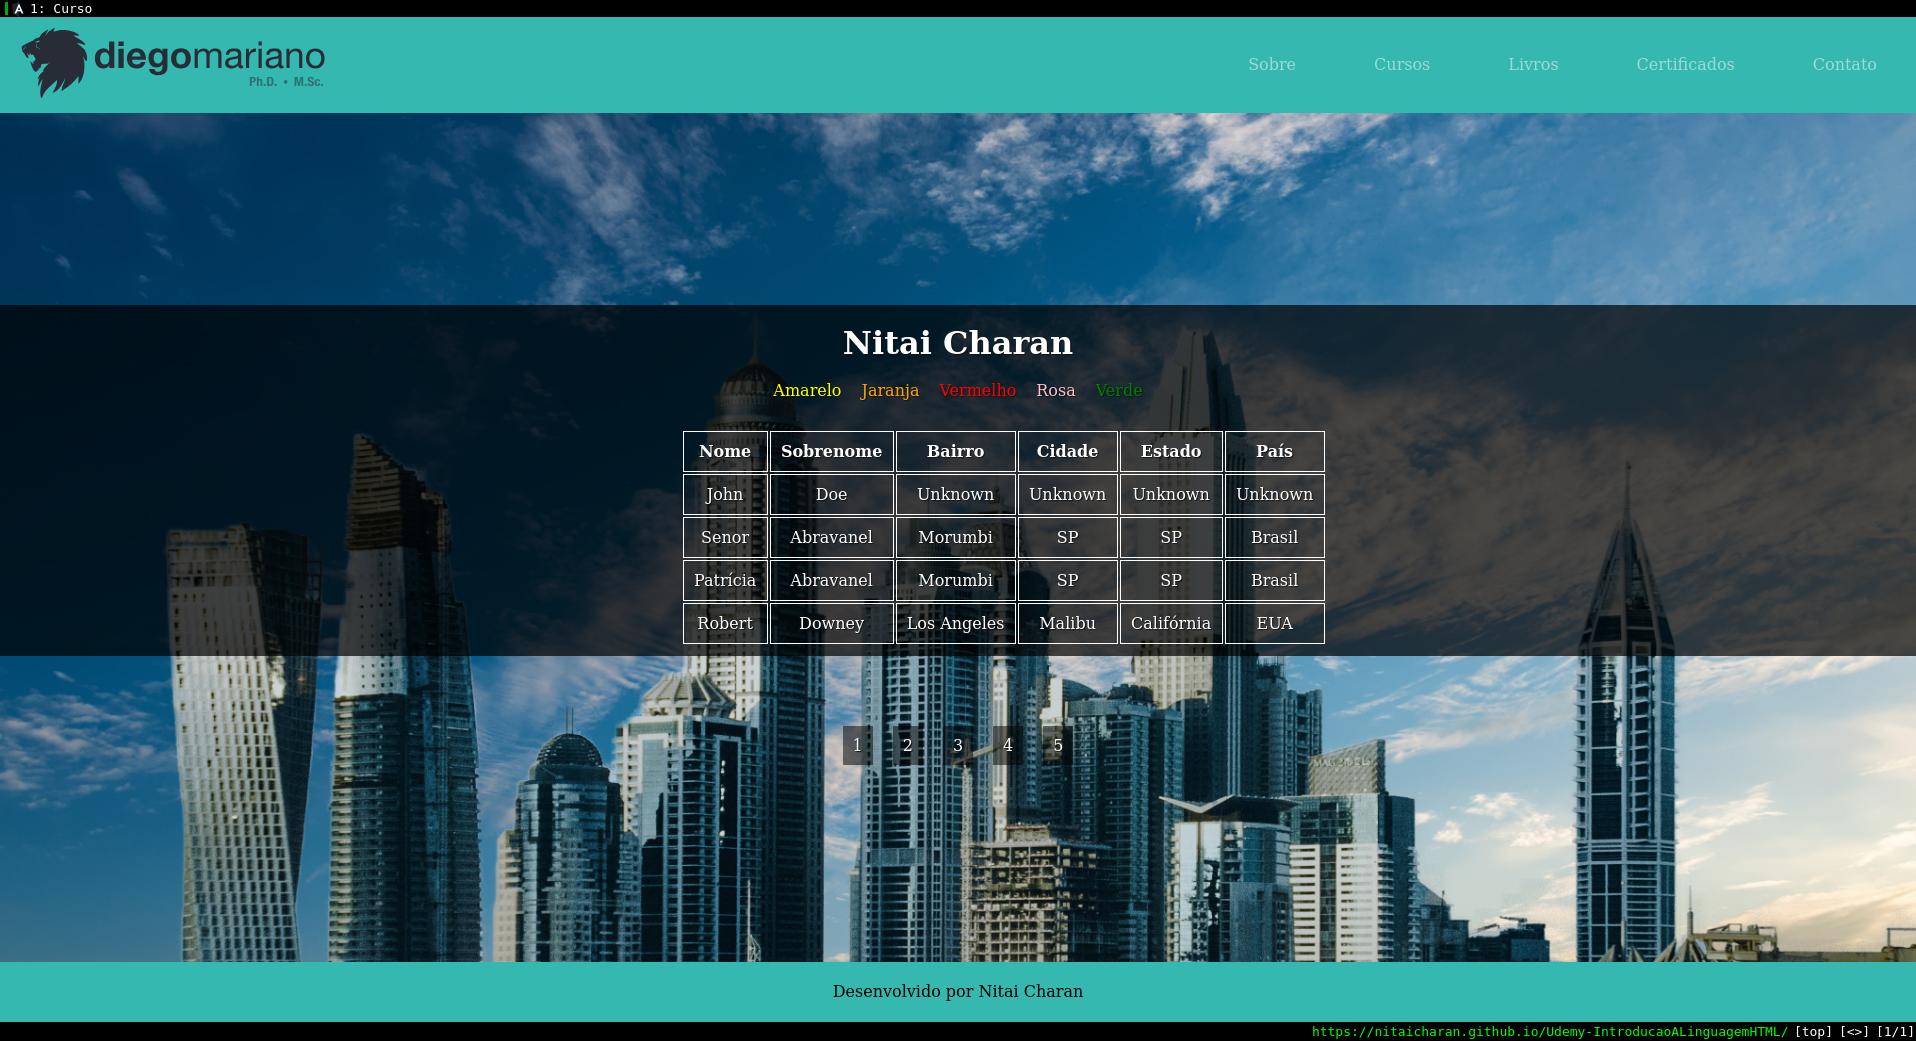 A 1: Curso
diegomariano
Ph.D. • M.Sc.
Sobre Cursos Livros Certificados Contato
Nitai Charan
Amarelo Jaranja Vermelho Rosa Verde
Nome Sobrenome Bairro Cidade Estado País
John Doe Unknown Unknown Unknown Unknown
Senor Abravanel Morumbi SP SP Brasil
Patrícia Abravanel Morumbi SP SP Brasil
Robert Downey Los Angeles Malibu Califórnia EUA
1 2 3 4 5
Desenvolvido por Nitai Charan
https://nitaicharan.github.io/Udemy-IntroducaoALinguagemHTML/ [top] [<>] [1/1]